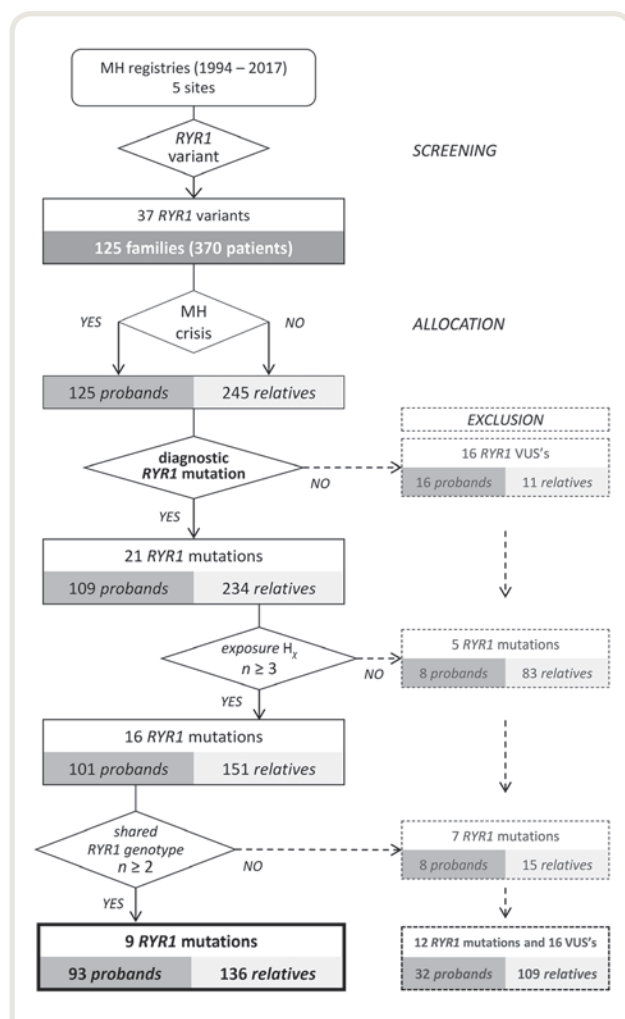 MH registries (1994 – 2017)
5 sites
RYR1
variant
SCREENING
37 RYR1 variants
125 families (370 patients)
YES
MH
crisis
NO
ALLOCATION
125 probands 245 relatives
EXCLUSION
diagnostic
RYR1 mutation
NO
16 RYR1 VUS's
16 probands 11 relatives
YES
21 RYR1 mutations
109 probands 234 relatives
exposure Hχ
n ≥ 3
NO
5 RYR1 mutations
8 probands 83 relatives
YES
16 RYR1 mutations
101 probands 151 relatives
shared
RYR1 genotype
n ≥ 2
NO
7 RYR1 mutations
8 probands 15 relatives
YES
9 RYR1 mutations
93 probands 136 relatives
12 RYR1 mutations and 16 VUS's
32 probands 109 relatives